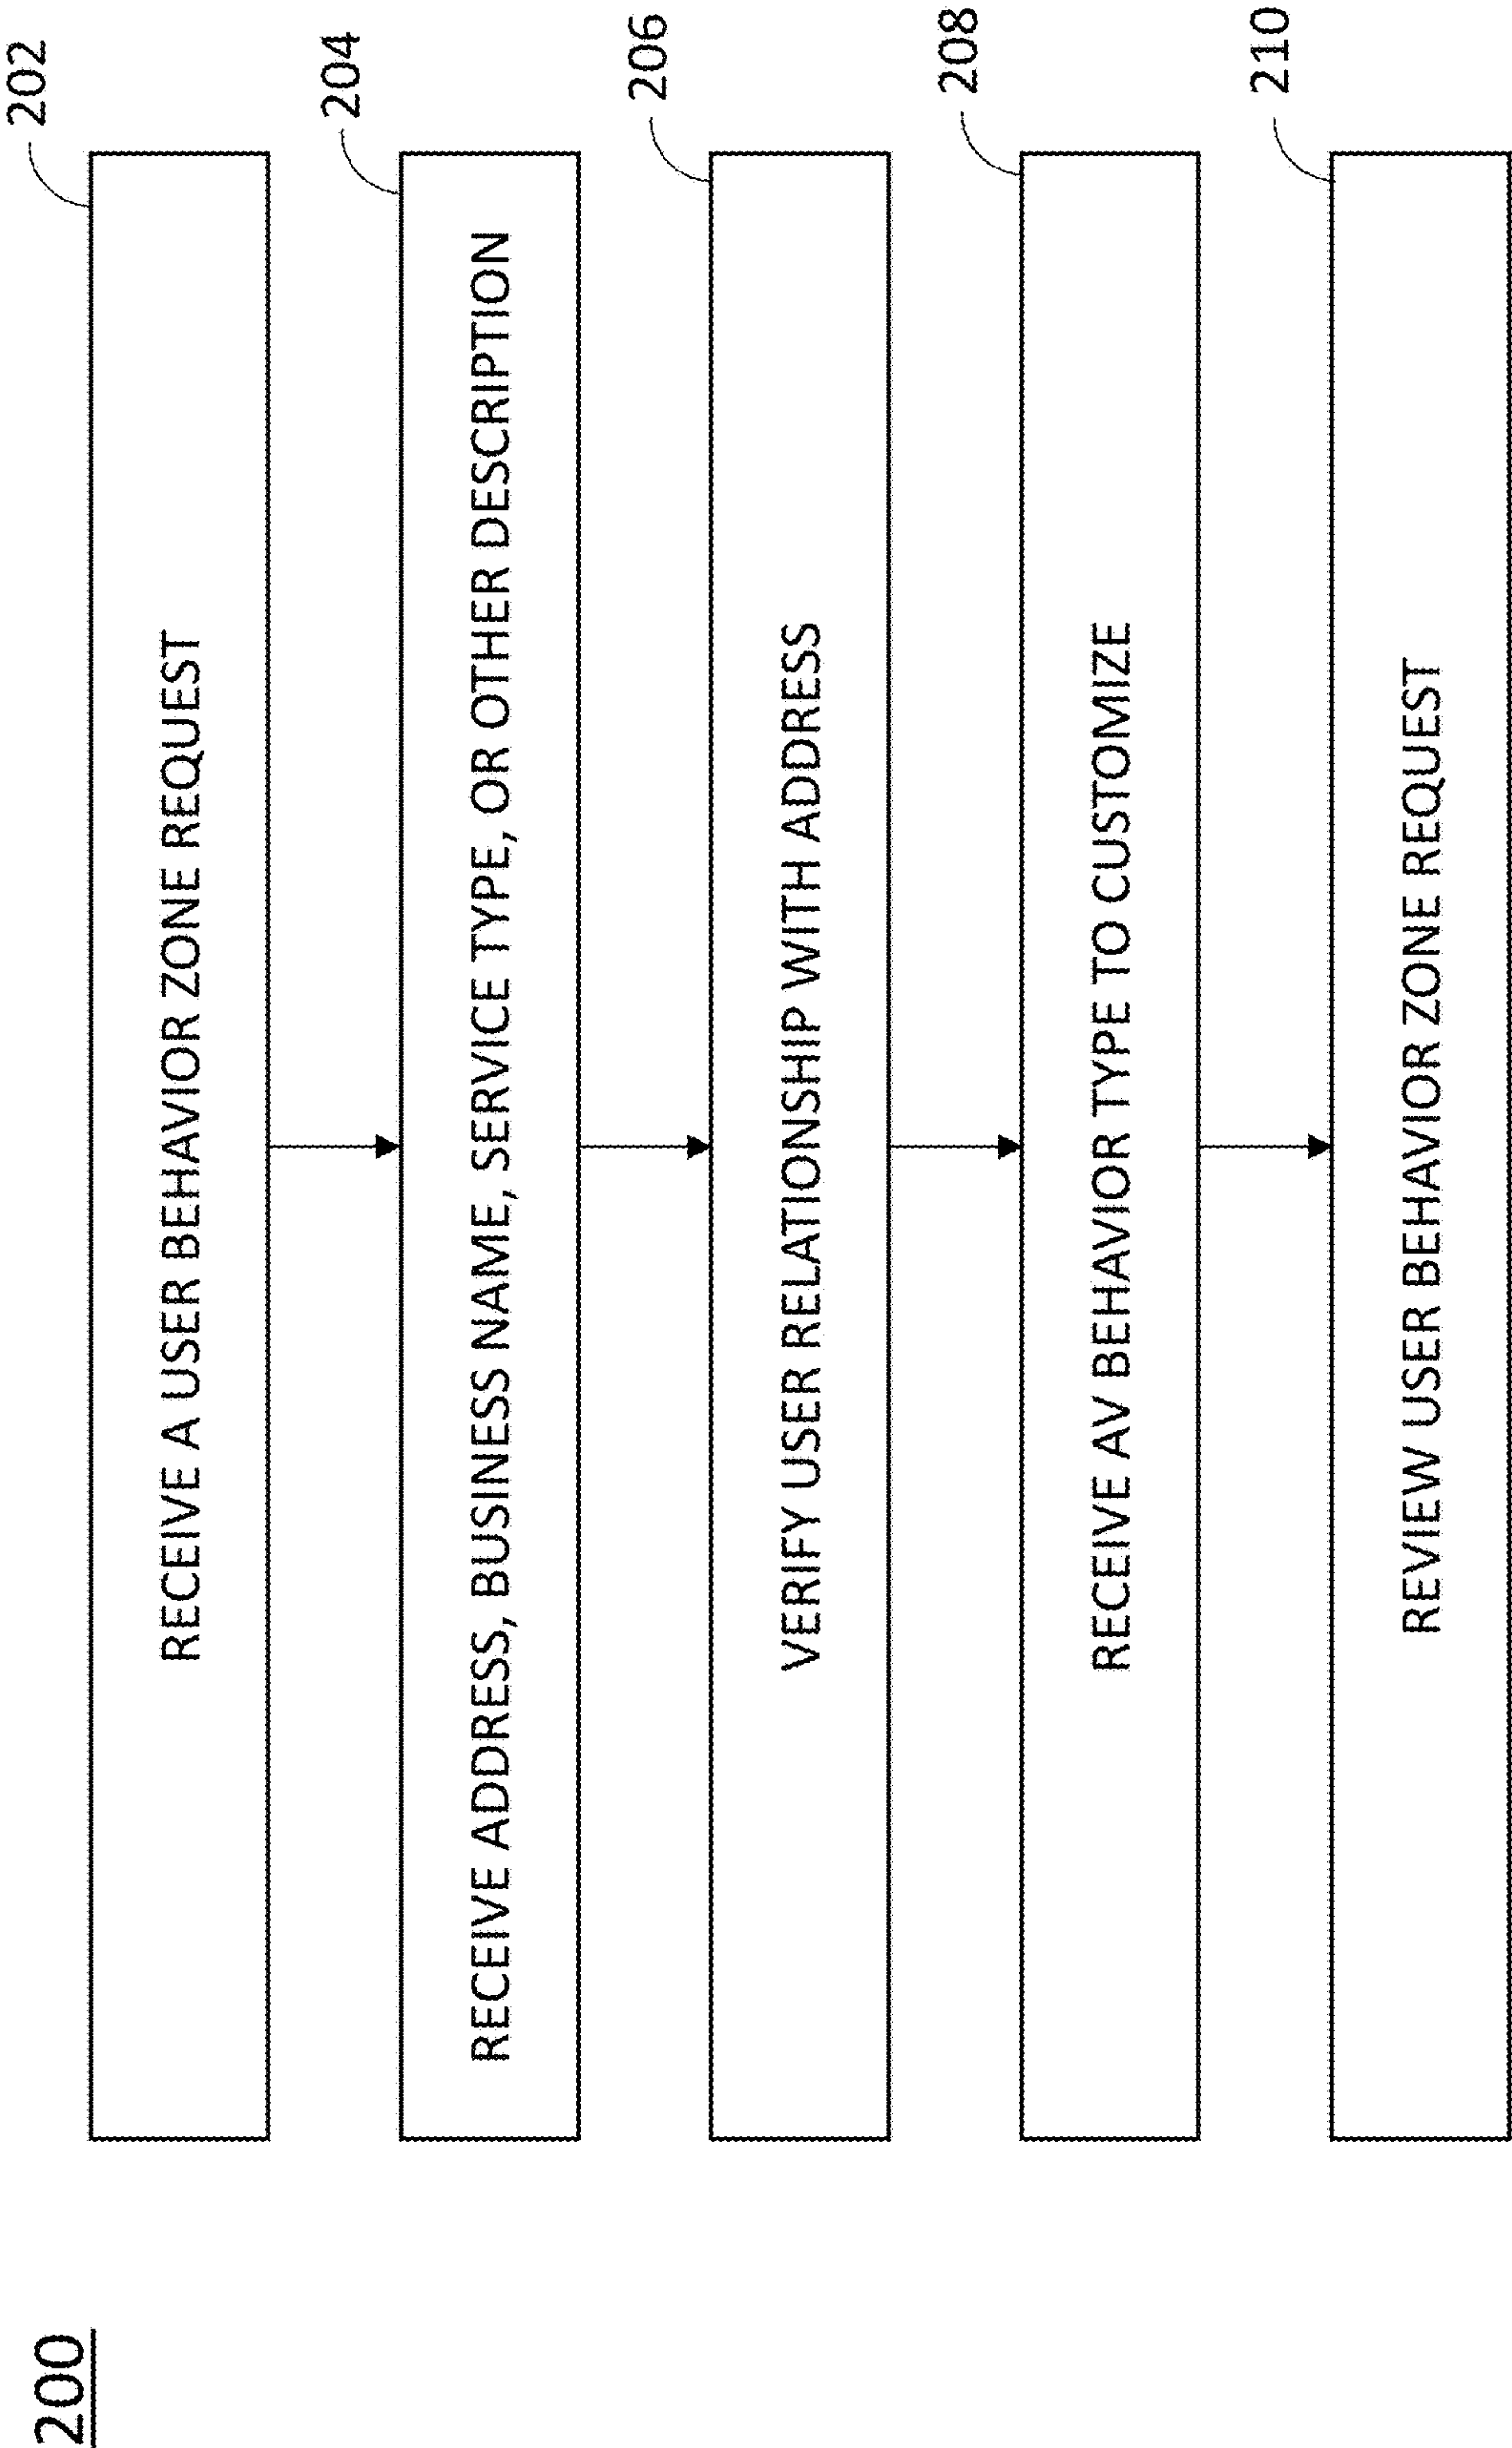 200
202
RECEIVE A USER BEHAVIOR ZONE REQUEST
204
RECEIVE ADDRESS, BUSINESS NAME, SERVICE TYPE, OR OTHER DESCRIPTION
206
VERIFY USER RELATIONSHIP WITH ADDRESS
208
RECEIVE AV BEHAVIOR TYPE TO CUSTOMIZE
210
REVIEW USER BEHAVIOR ZONE REQUEST